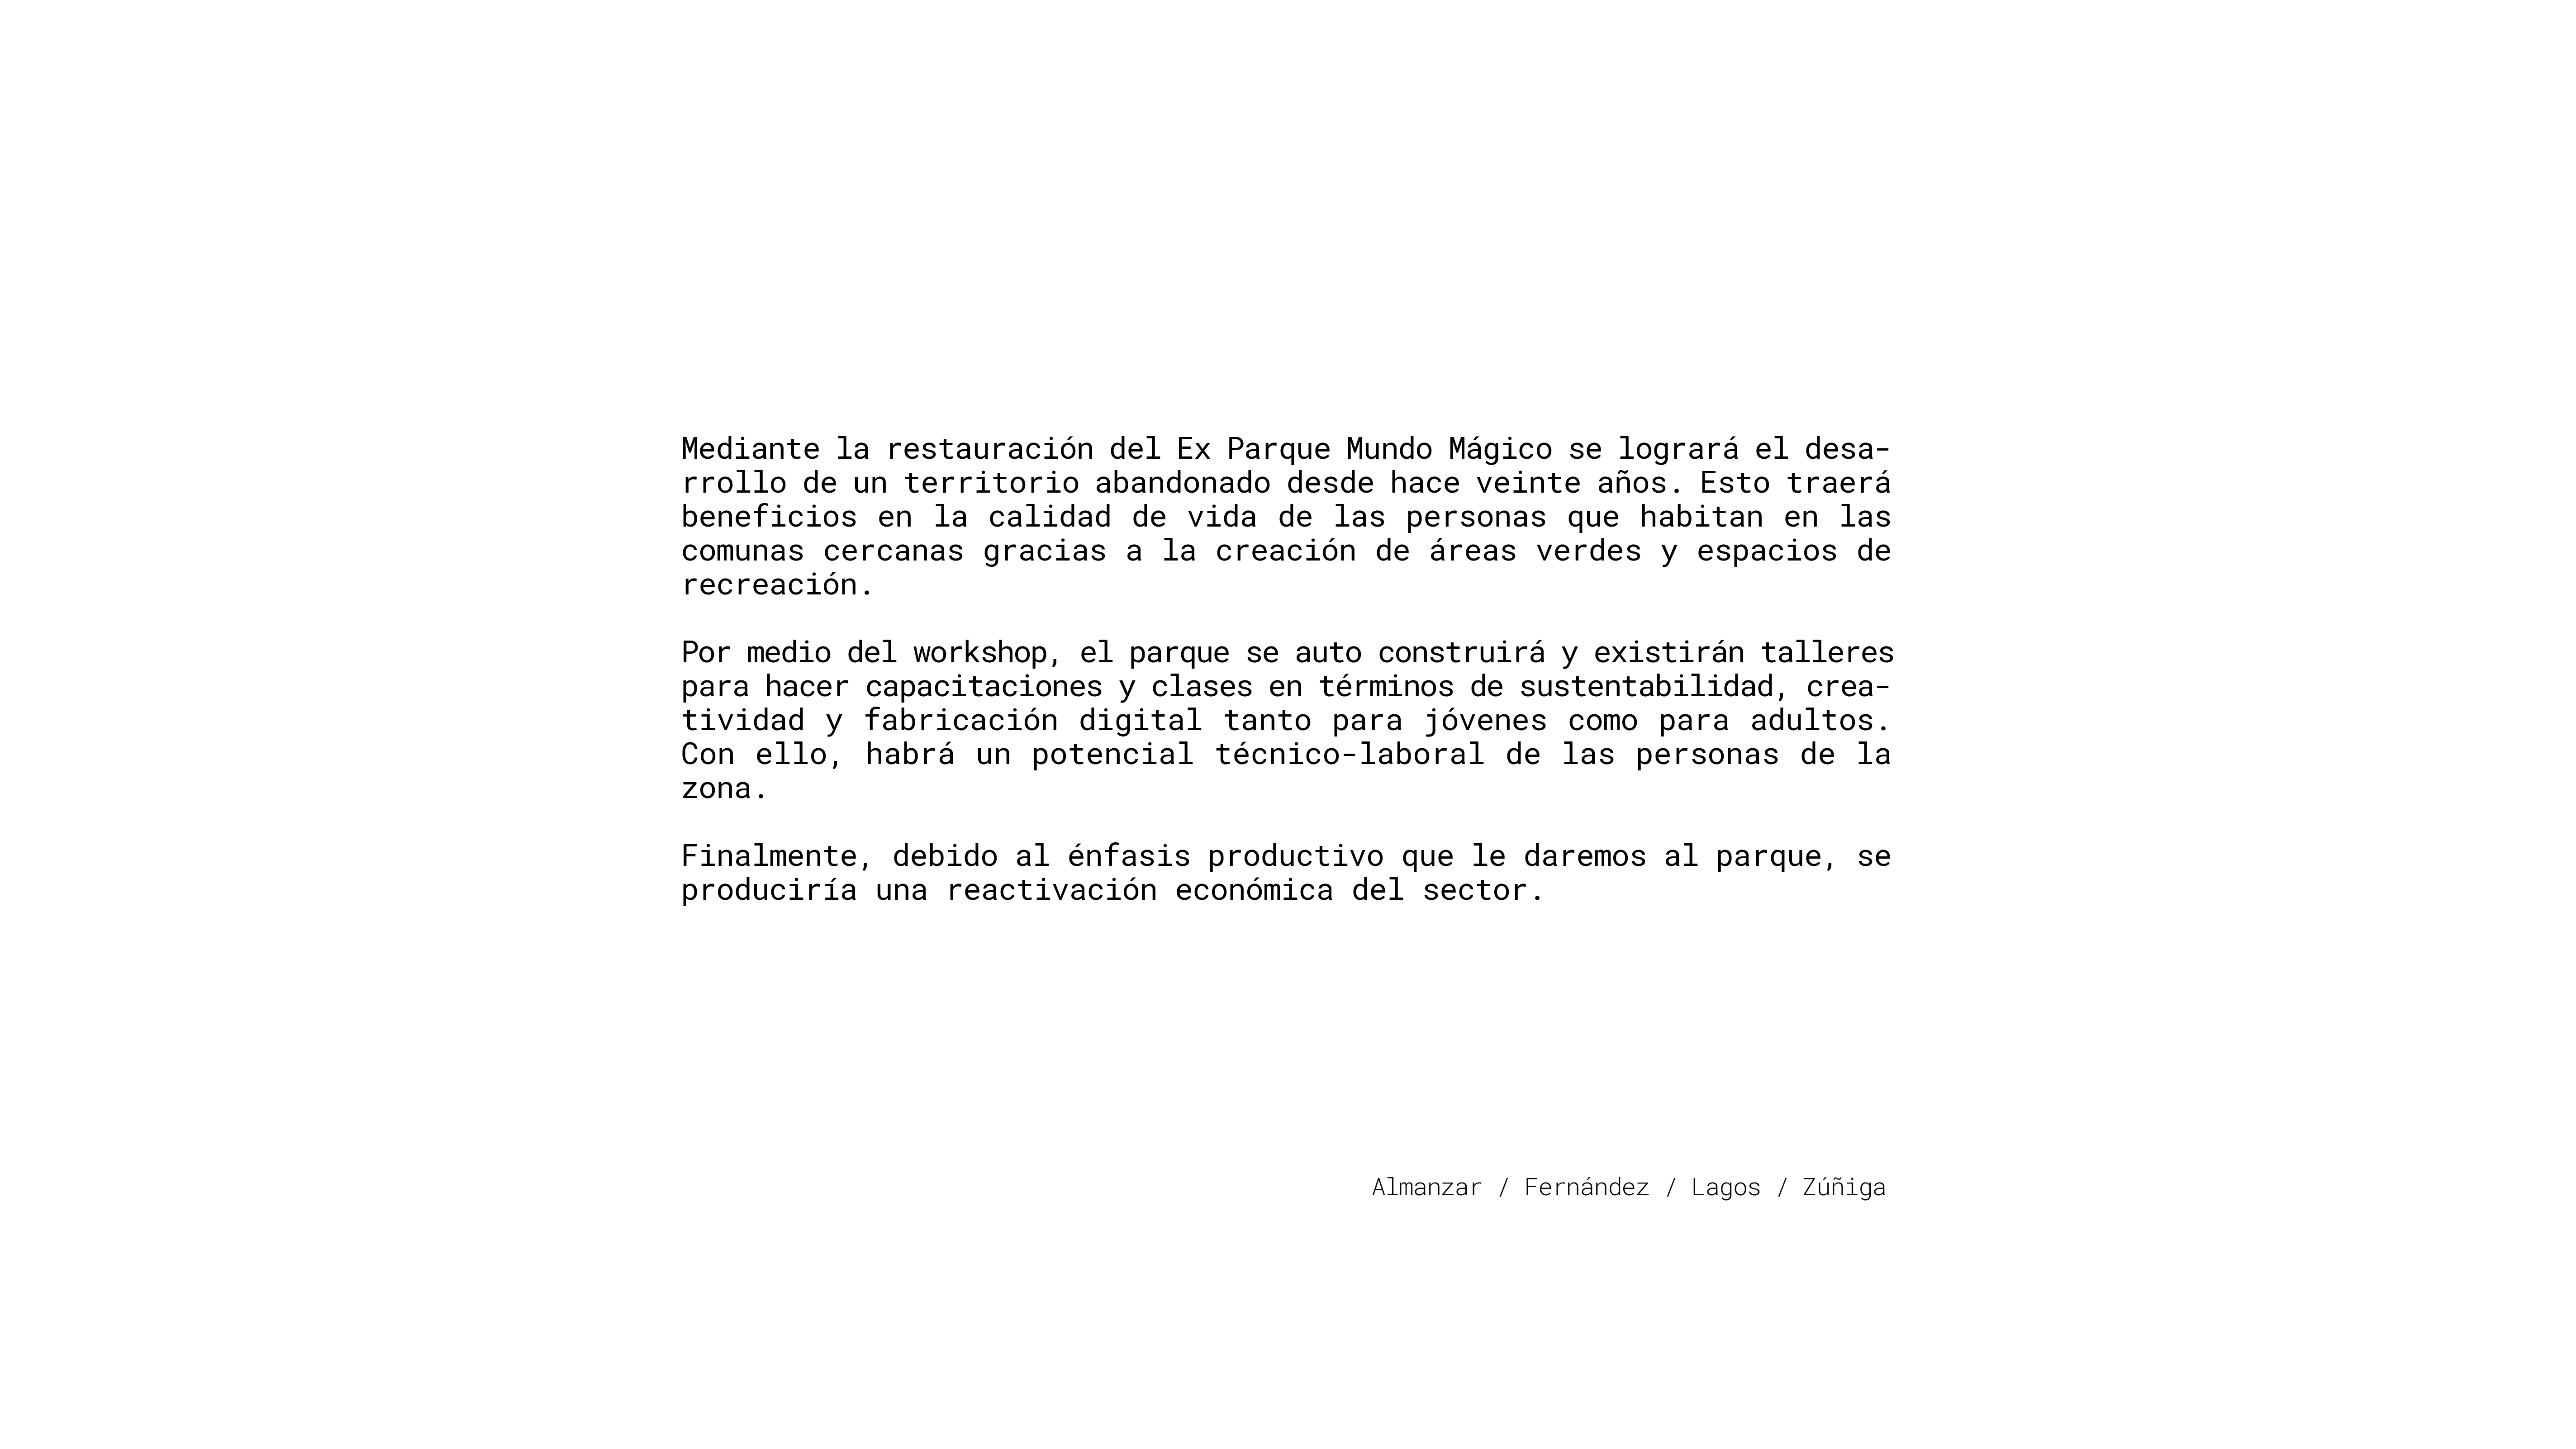 Mediante la restauración del Ex Parque Mundo Mágico se logrará el desa-
rrollo de un territorio abandonado desde hace veinte años. Esto traerá
beneficios en la calidad de vida de las personas que habitan en las
comunas cercanas gracias a la creación de áreas verdes y espacios de
recreación.
Por medio del workshop, el parque se auto construirá y existirán talleres
para hacer capacitaciones y clases en términos de sustentabilidad, crea-
tividad y fabricación digital tanto para jóvenes como para adultos.
Con ello, habrá un potencial técnico-laboral de las personas de la
zona.
Finalmente, debido al énfasis productivo que le daremos al parque, se
produciría una reactivación económica del sector.
Almanzar / Fernández / Lagos / Zúñiga